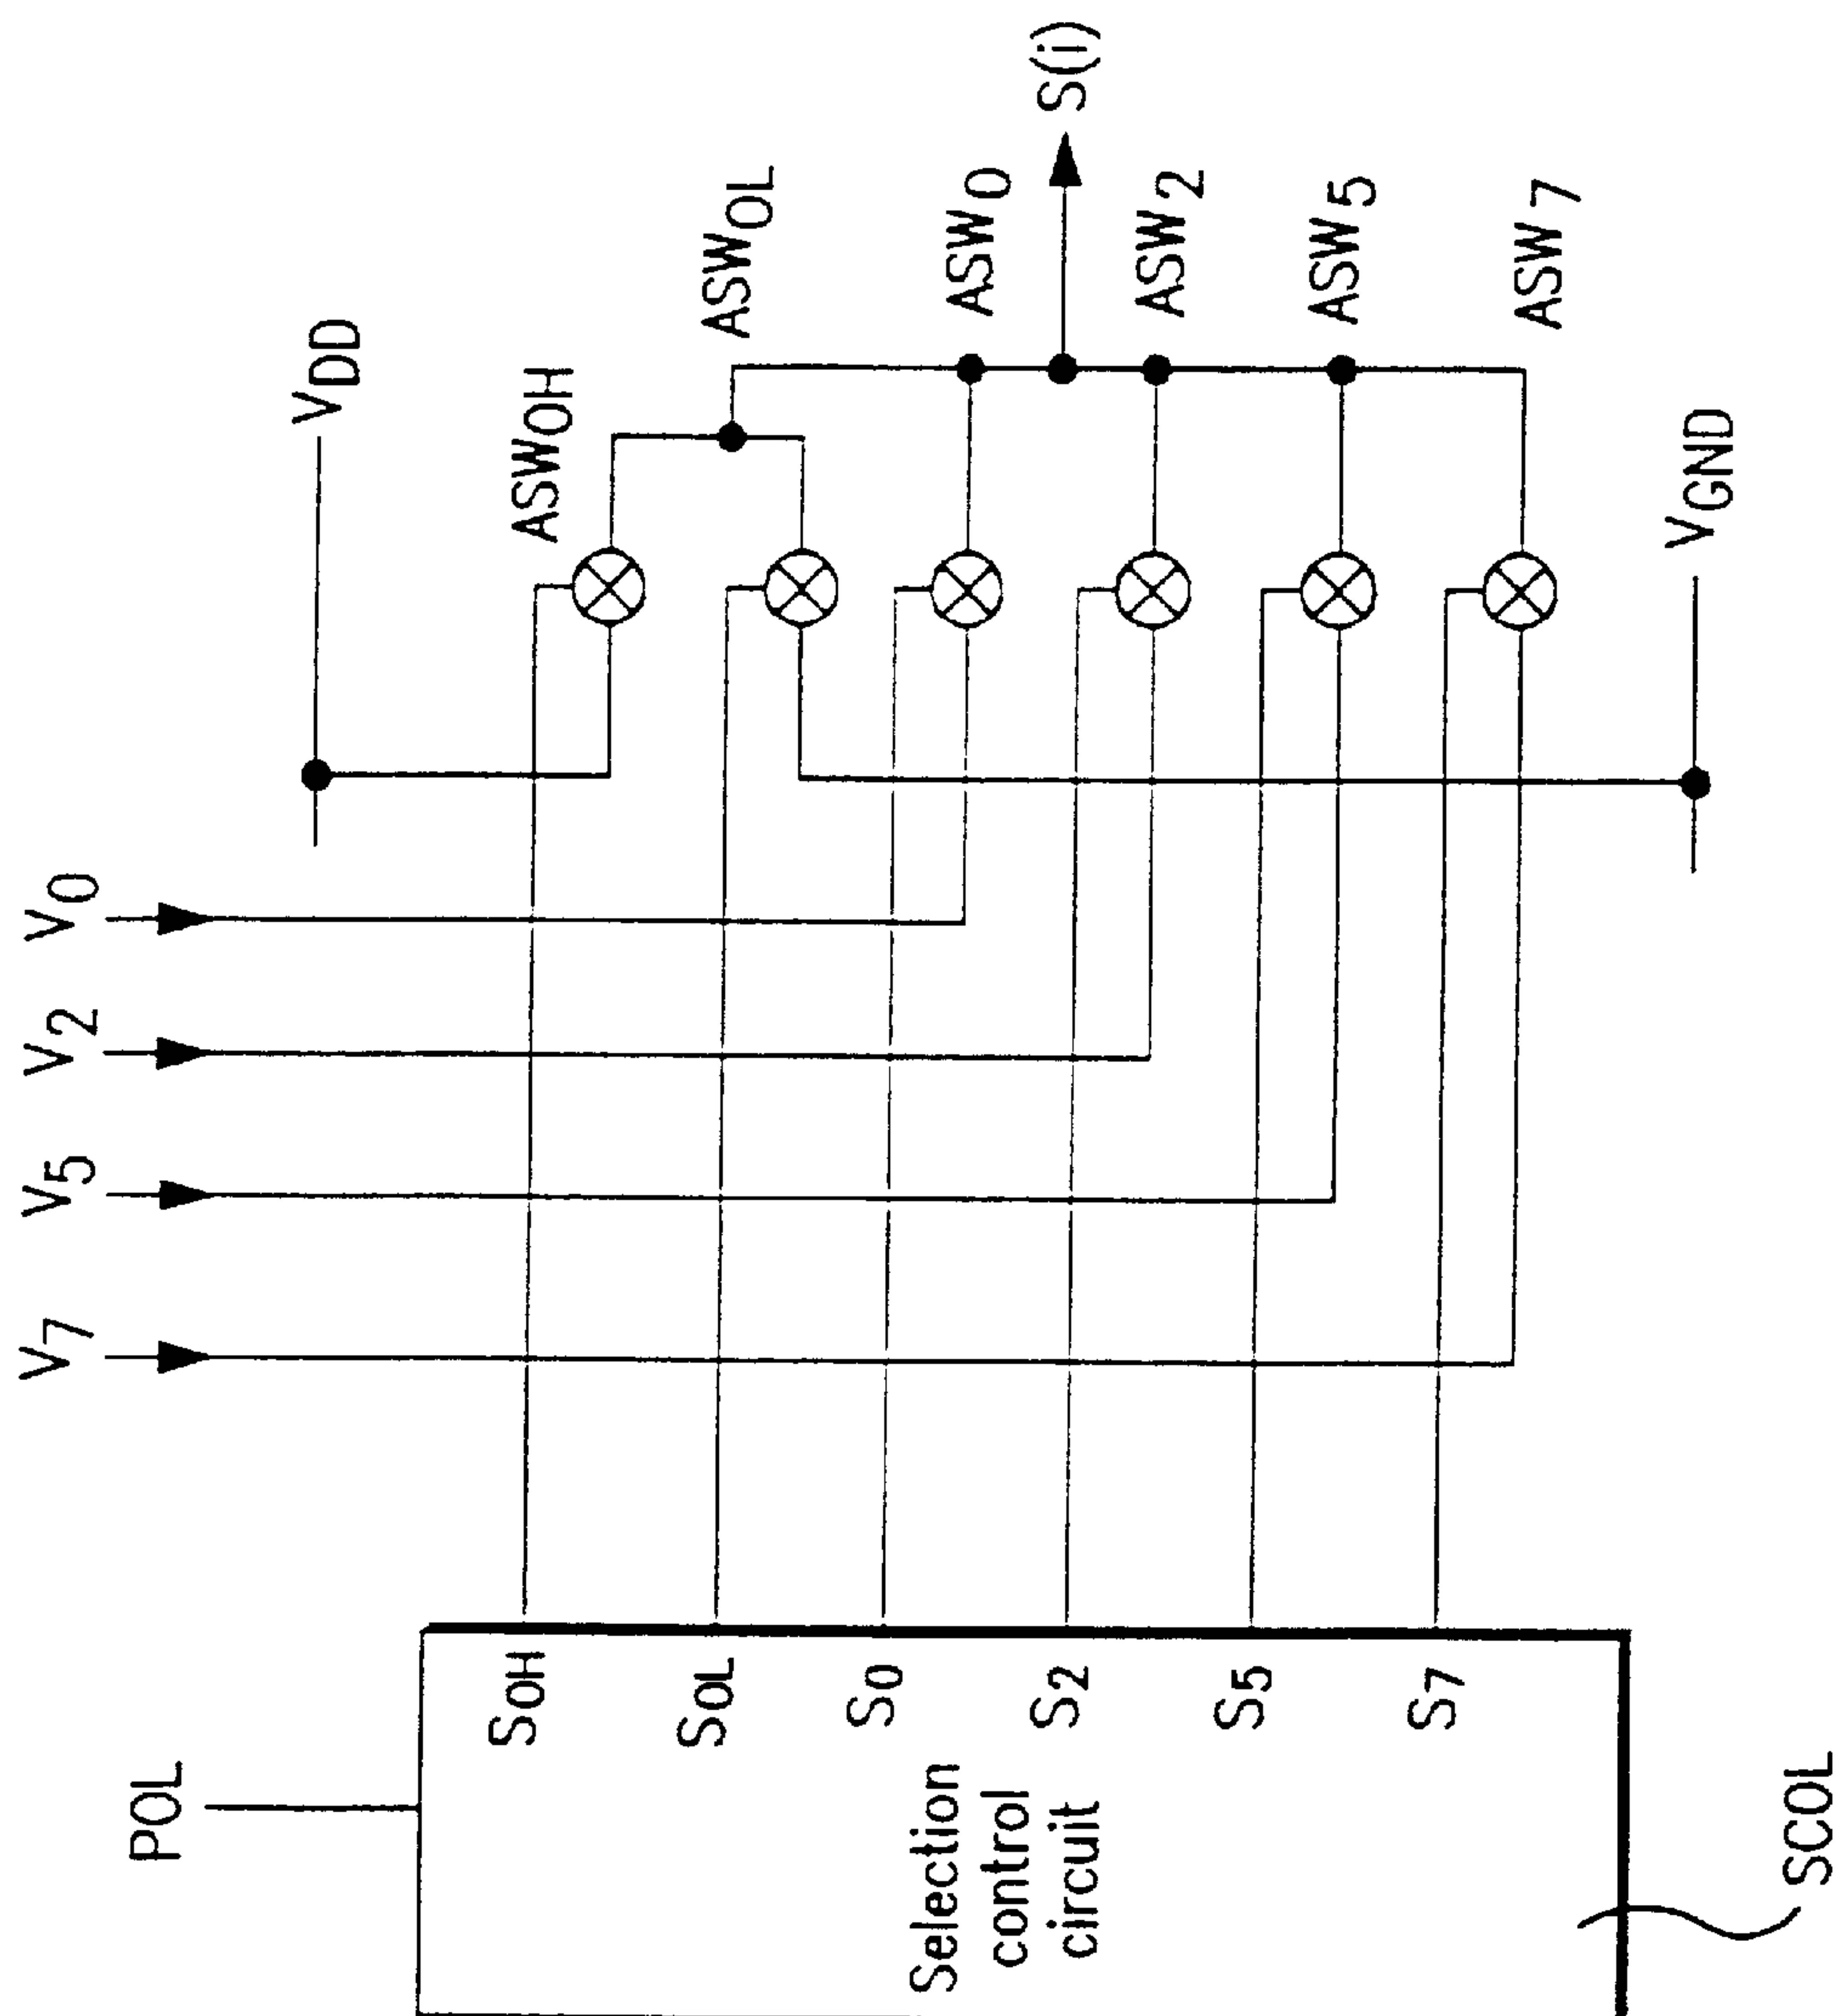 POL
Selection
control
circuit
SOH
SOL
S0
S2
S5
S7
SCOL
V7
V5
V2
V0
VDD
VGND
ASWOH
ASWOL
ASW0
ASW2
ASW5
ASW7
S(i)